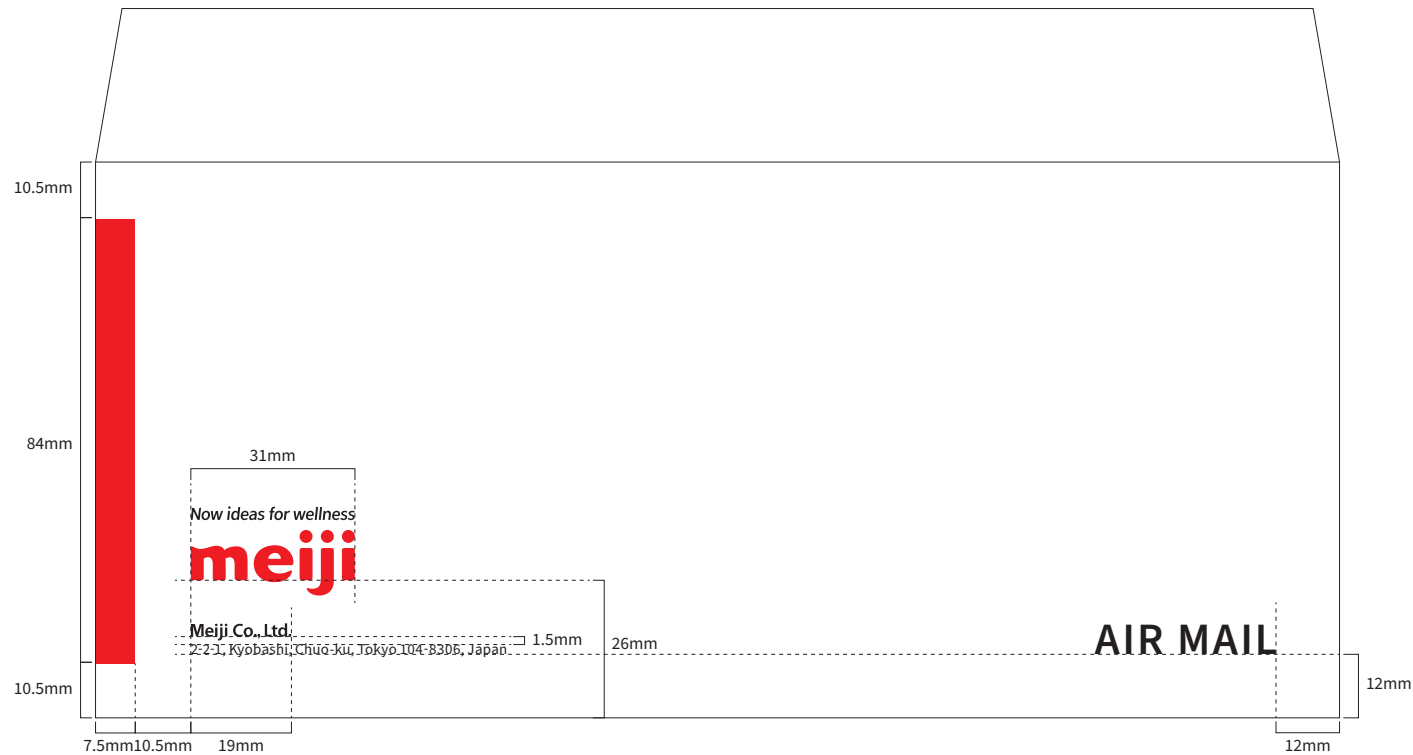 10.5mm
84mm
31mm
Now ideas for wellness
meiji
Meiji Co., Ltd.
2-2-1, Kyobashi, Chuo-ku, Tokyo 104-8306, Japan
1.5mm
26mm
AIR MAIL
12mm
10.5mm
7.5mm
10.5mm
19mm
12mm